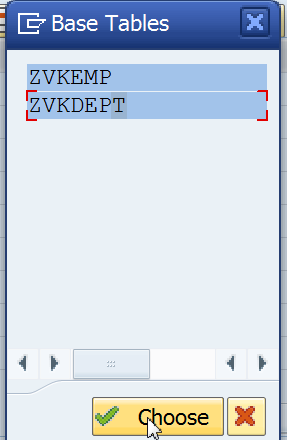 Base Tables
ZVKEMP
ZVKDEPT
Choose